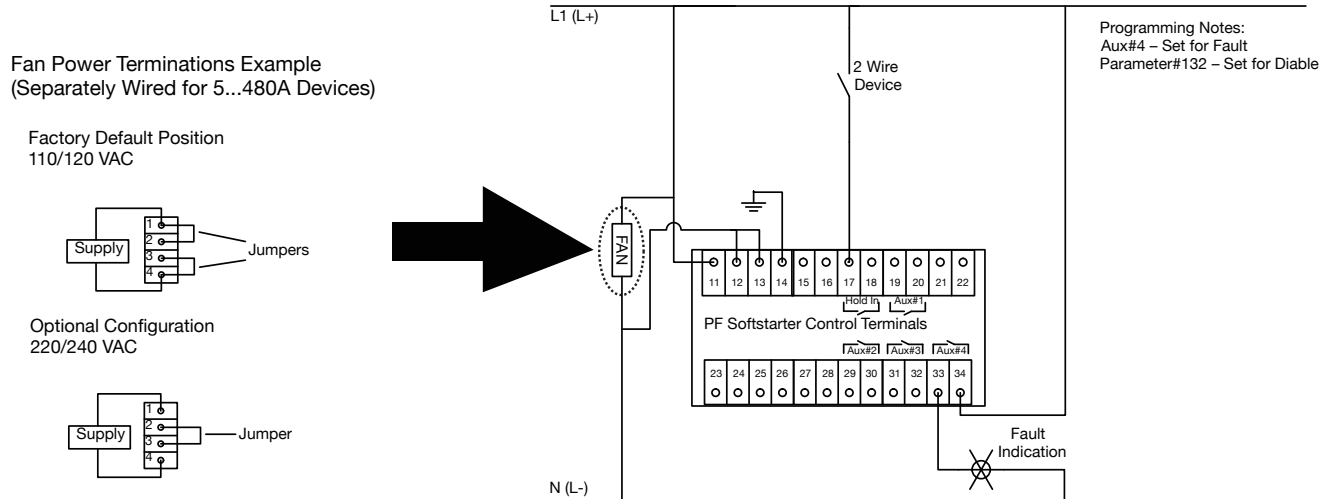 L1 (L+)
Programming Notes:
Aux#4 – Set for Fault
Parameter#132 – Set for Diable
Fan Power Terminations Example
(Separately Wired for 5...480A Devices)
2 Wire
Device
Factory Default Position
110/120 VAC
1
2
3
4
Supply
Jumpers
FAN
11 12 13 14 15 16 17 18 19 20 21 22
Hold In Aux#1
PF Softstarter Control Terminals
Aux#2 Aux#3 Aux#4
23 24 25 26 27 28 29 30 31 32 33 34
Optional Configuration
220/240 VAC
1
2
3
4
Supply
Jumper
Fault
Indication
N (L-)